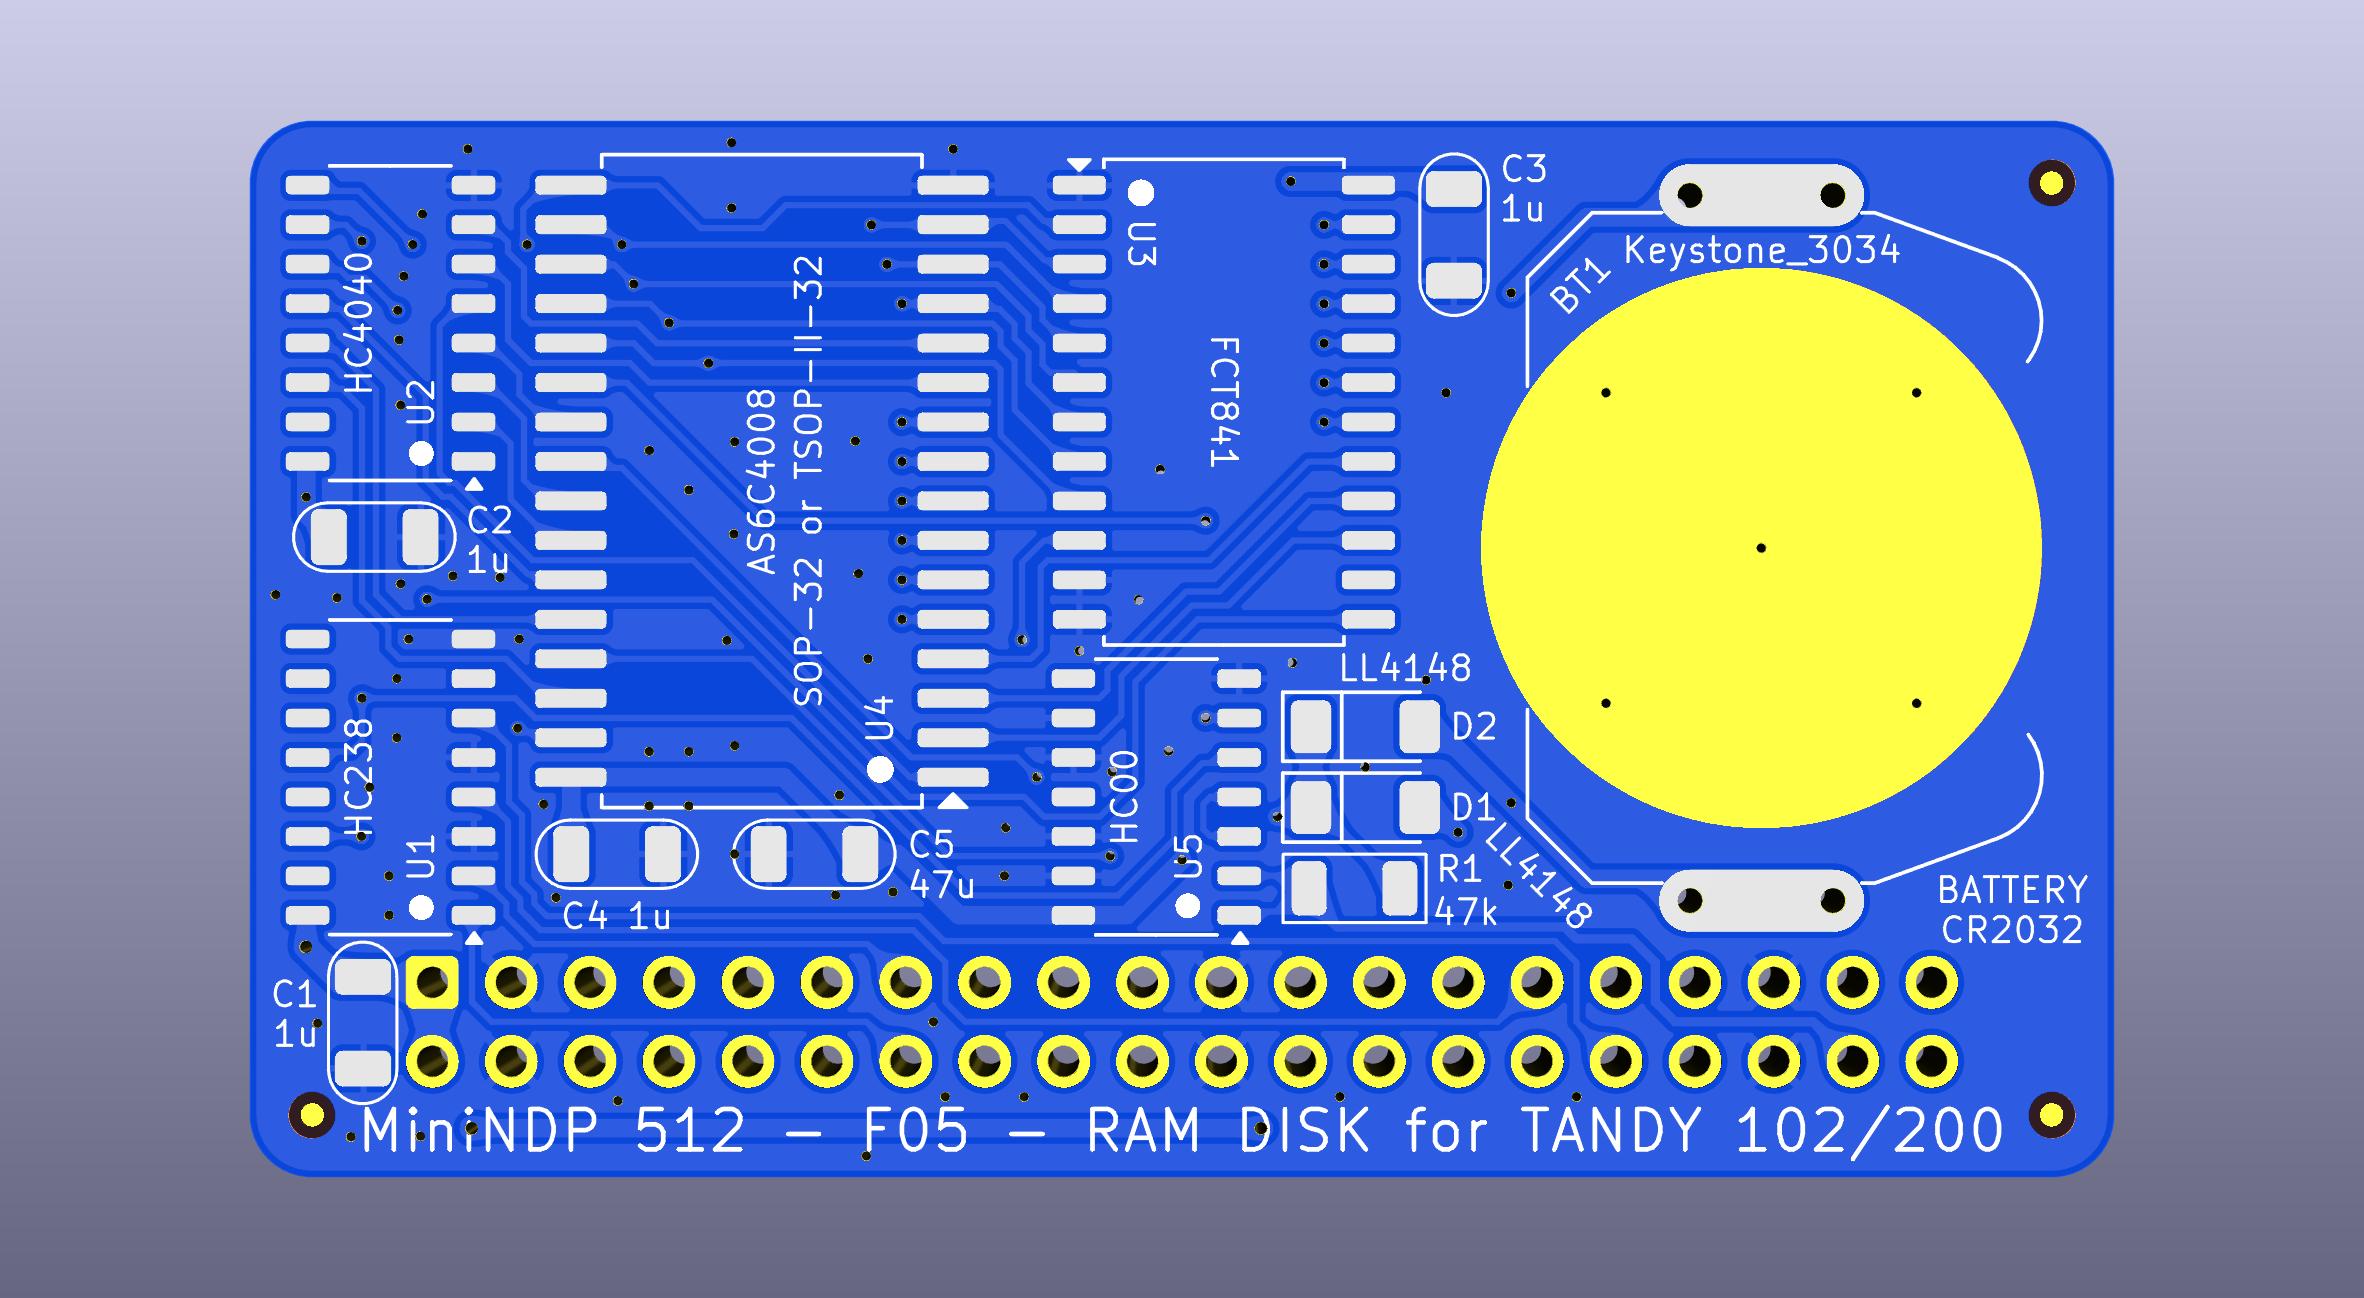 C3
1u
U3
Keystone_3034
BT1
HC4040
U2
AS6C4008
SOP-32 or TSOP-II-32
FCT841
C2
1u
LL4148
D2
U4
HC238
U1
HC00
U5
D1
LL4148
C5
47u
R1
47k
C4 1u
BATTERY
CR2032
C1
1u
MiniNDP 512 - F05 - RAM DISK for TANDY 102/200